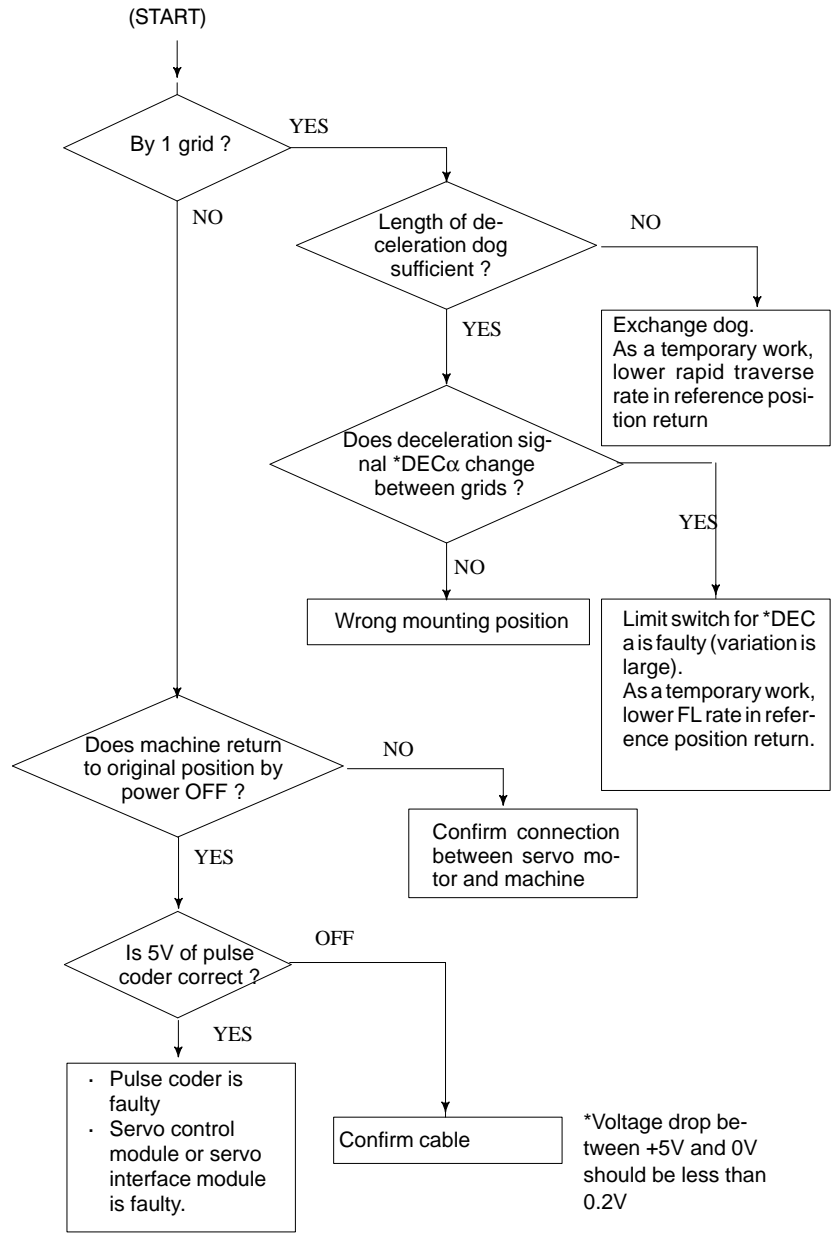 (START)
By 1 grid ?
YES
NO
Length of de-
celeration dog
sufficient ?
NO
YES
Exchange dog.
As a temporary work,
lower rapid traverse
rate in reference posi-
tion return
Does deceleration sig-
nal *DECα change
between grids ?
YES
NO
Wrong mounting position
Limit switch for *DEC
a is faulty (variation is
large).
As a temporary work,
lower FL rate in refer-
ence position return.
Does machine return
to original position by
power OFF ?
NO
YES
Confirm connection
between servo mo-
tor and machine
Is 5V of pulse
coder correct ?
OFF
YES
· Pulse coder is
faulty
· Servo control
module or servo
interface module
is faulty.
Confirm cable
*Voltage drop be-
tween +5V and 0V
should be less than
0.2V